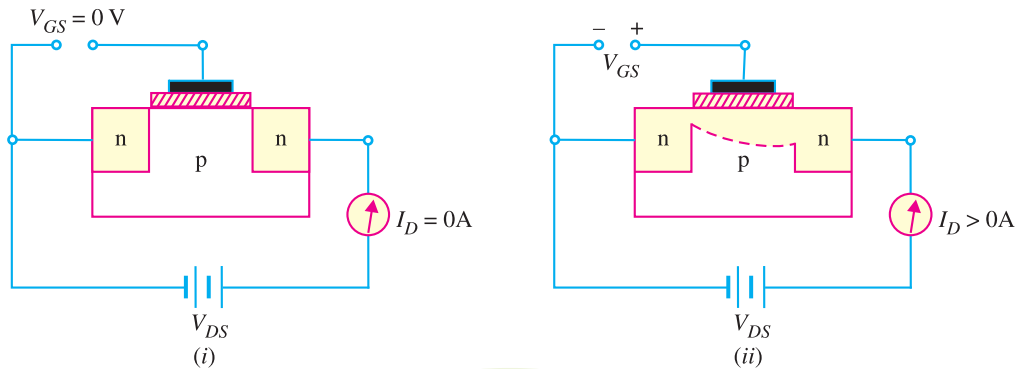 V_GS = 0 V
n
p
n
I_D = 0A
V_DS
(i)
− +
V_GS
n
p
n
I_D > 0A
V_DS
(ii)